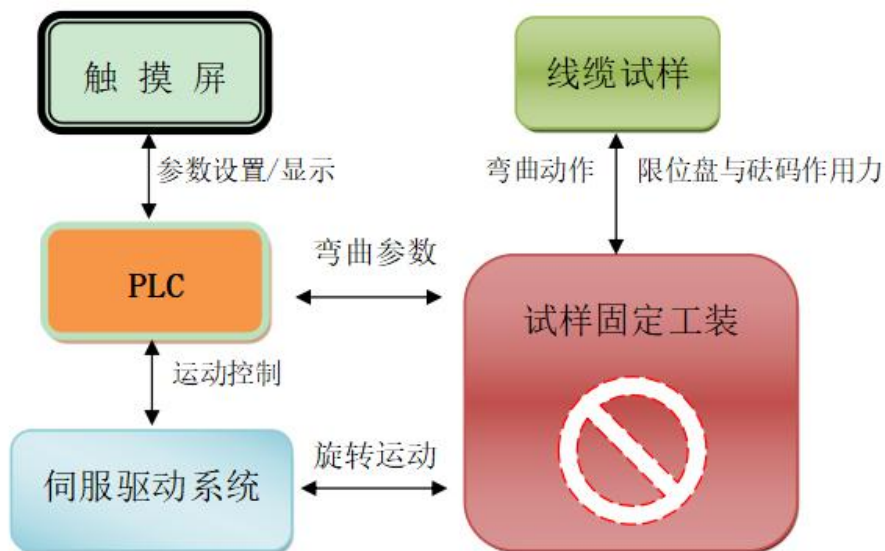 触 摸 屏
线缆试样
参数设置/显示
弯曲动作
限位盘与砝码作用力
PLC
弯曲参数
试样固定工装
运动控制
伺服驱动系统
旋转运动